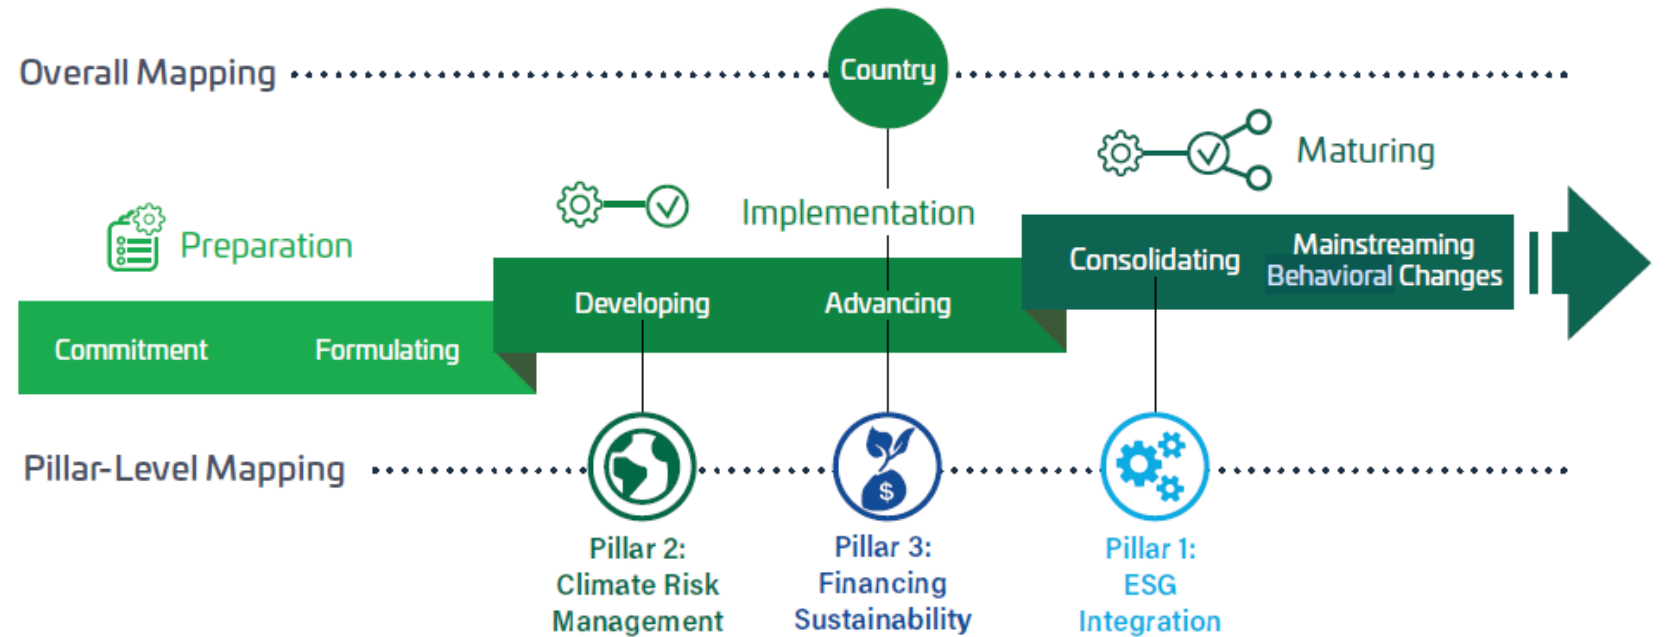 Overall Mapping
Country
Maturing
Implementation
Preparation
Consolidating
Mainstreaming
Behavioral Changes
Developing
Advancing
Commitment
Formulating
Pillar-Level Mapping
$
Pillar 2:
Climate Risk
Management
Pillar 3:
Financing
Sustainability
Pillar 1:
ESG
Integration